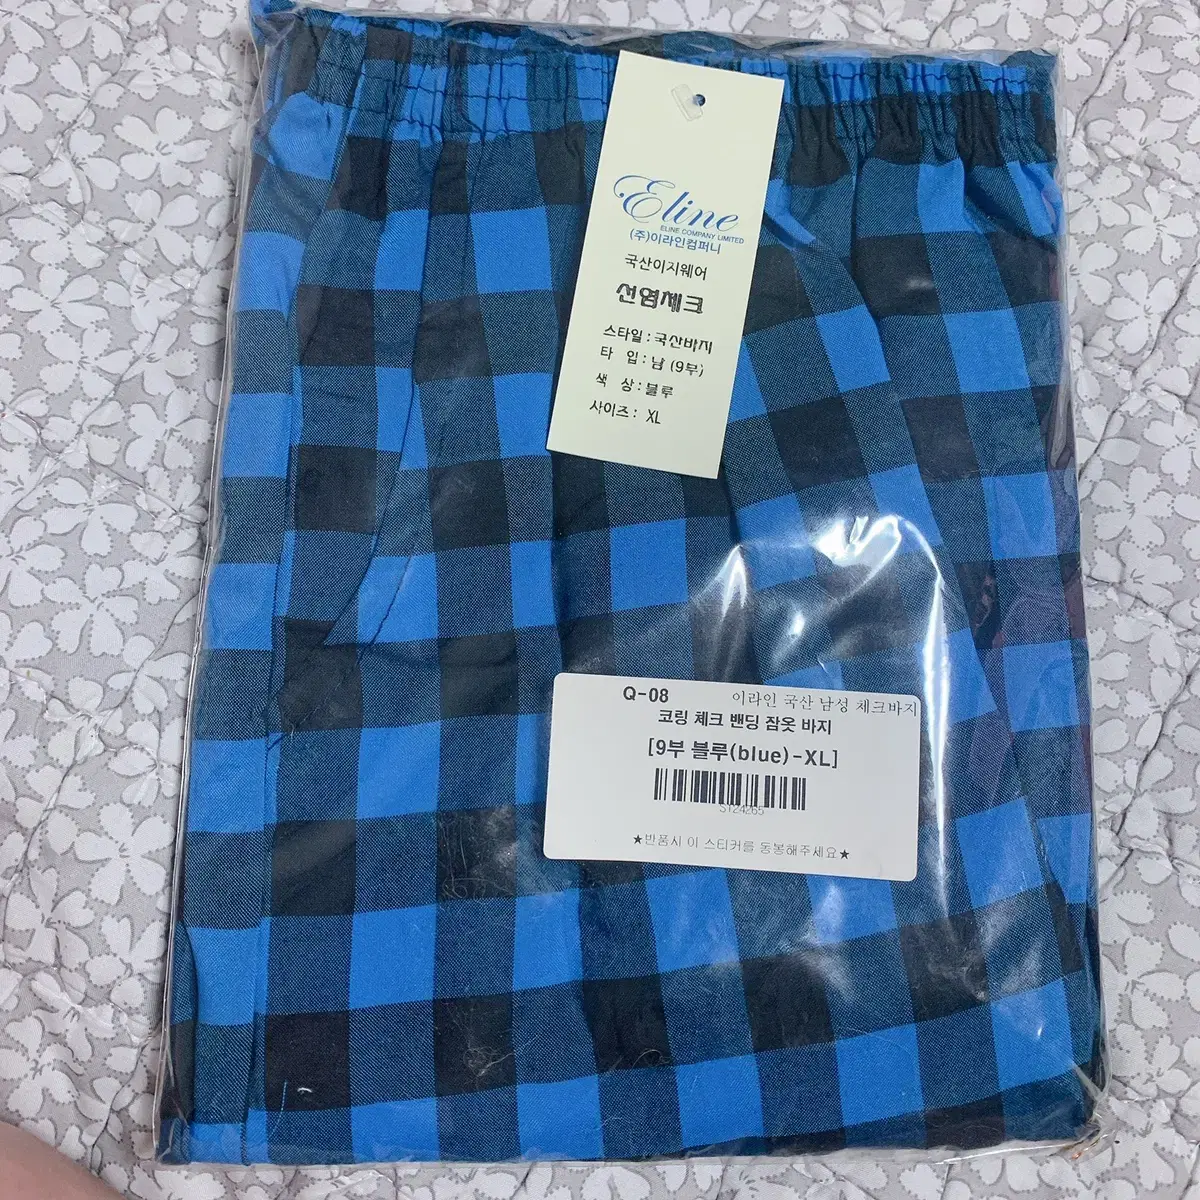 Eline
ELINE COMPANY LIMITED
(주)이라인컴퍼니
국산이지웨어
선염체크
스타일 : 국산바지
타 입 : 남 (9부)
색 상 : 블루
사이즈 : XL
Q-08 이라인 국산 남성 체크바지
코링 체크 밴딩 잠옷 바지
[9부 블루(blue)-XL]
S124265
★반품시 이 스티커를 동봉해주세요★